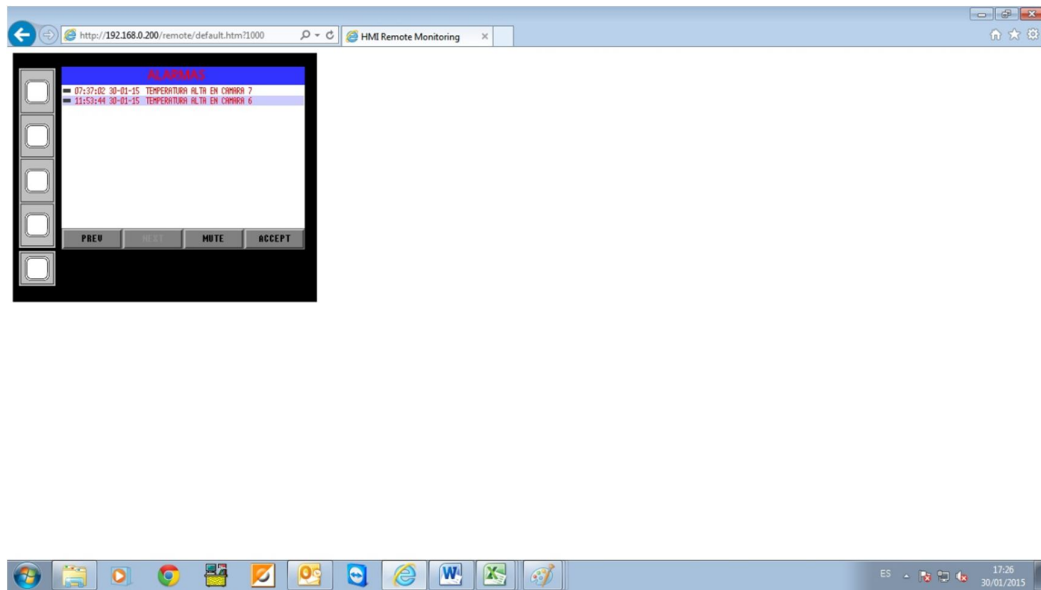 http://192.168.0.200/remote/default.htm?1000
HMI Remote Monitoring
ALARMAS
07:37:02 30-01-15 TEMPERATURA ALTA EN CAMARA 7
11:53:44 30-01-15 TEMPERATURA ALTA EN CAMARA 6
PREV NEXT MUTE ACCEPT
ES
17:26
30/01/2015